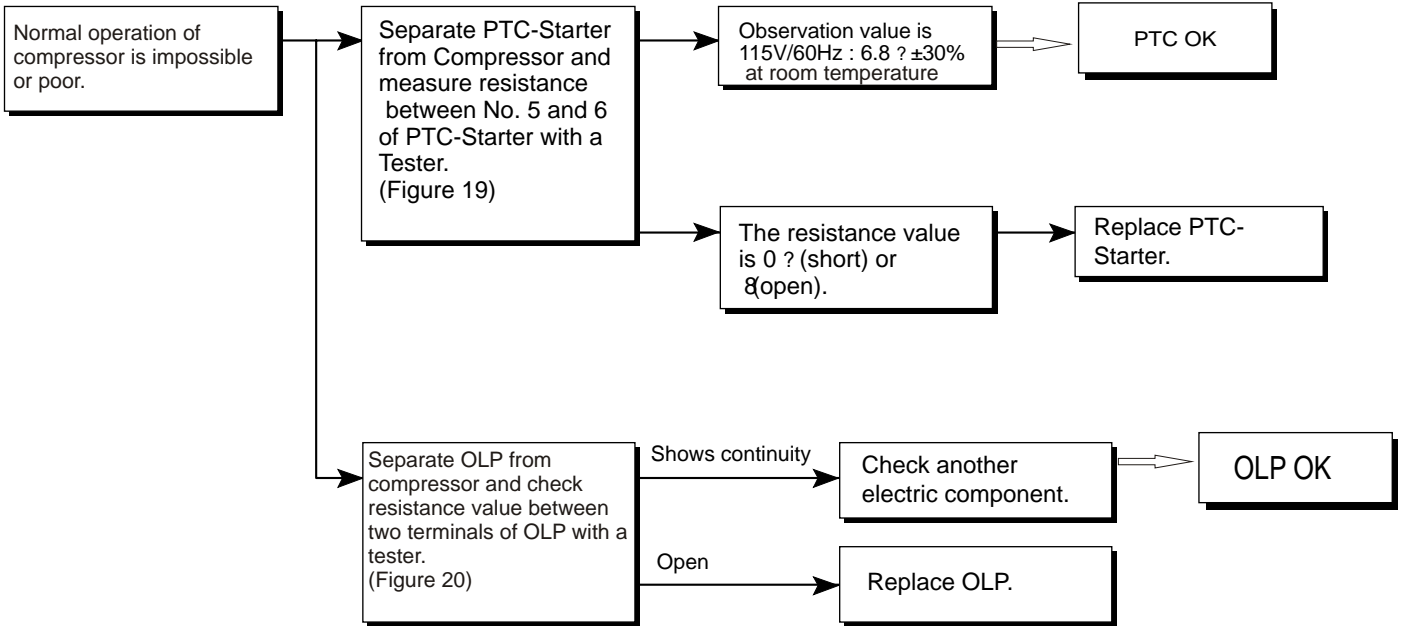 Normal operation of
compressor is impossible
or poor.
Separate PTC-Starter
from Compressor and
measure resistance
between No. 5 and 6
of PTC-Starter with a
Tester.
(Figure 19)
Observation value is
115V/60Hz : 6.8 ? ±30%
at room temperature
PTC OK
The resistance value
is 0 ? (short) or
8(open).
Replace PTC-
Starter.
Separate OLP from
compressor and check
resistance value between
two terminals of OLP with a
tester.
(Figure 20)
Shows continuity
Check another
electric component.
OLP OK
Open
Replace OLP.